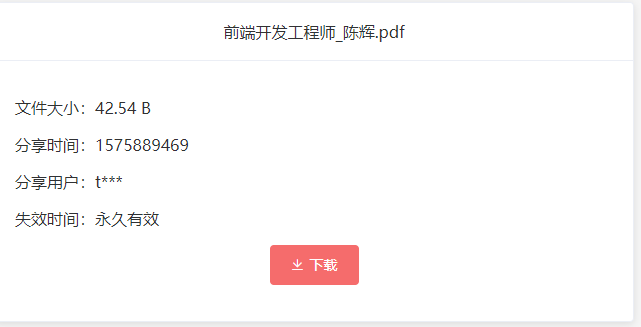 前端开发工程师_陈辉.pdf
文件大小：42.54 B
分享时间：1575889469
分享用户：t***
失效时间：永久有效
下载